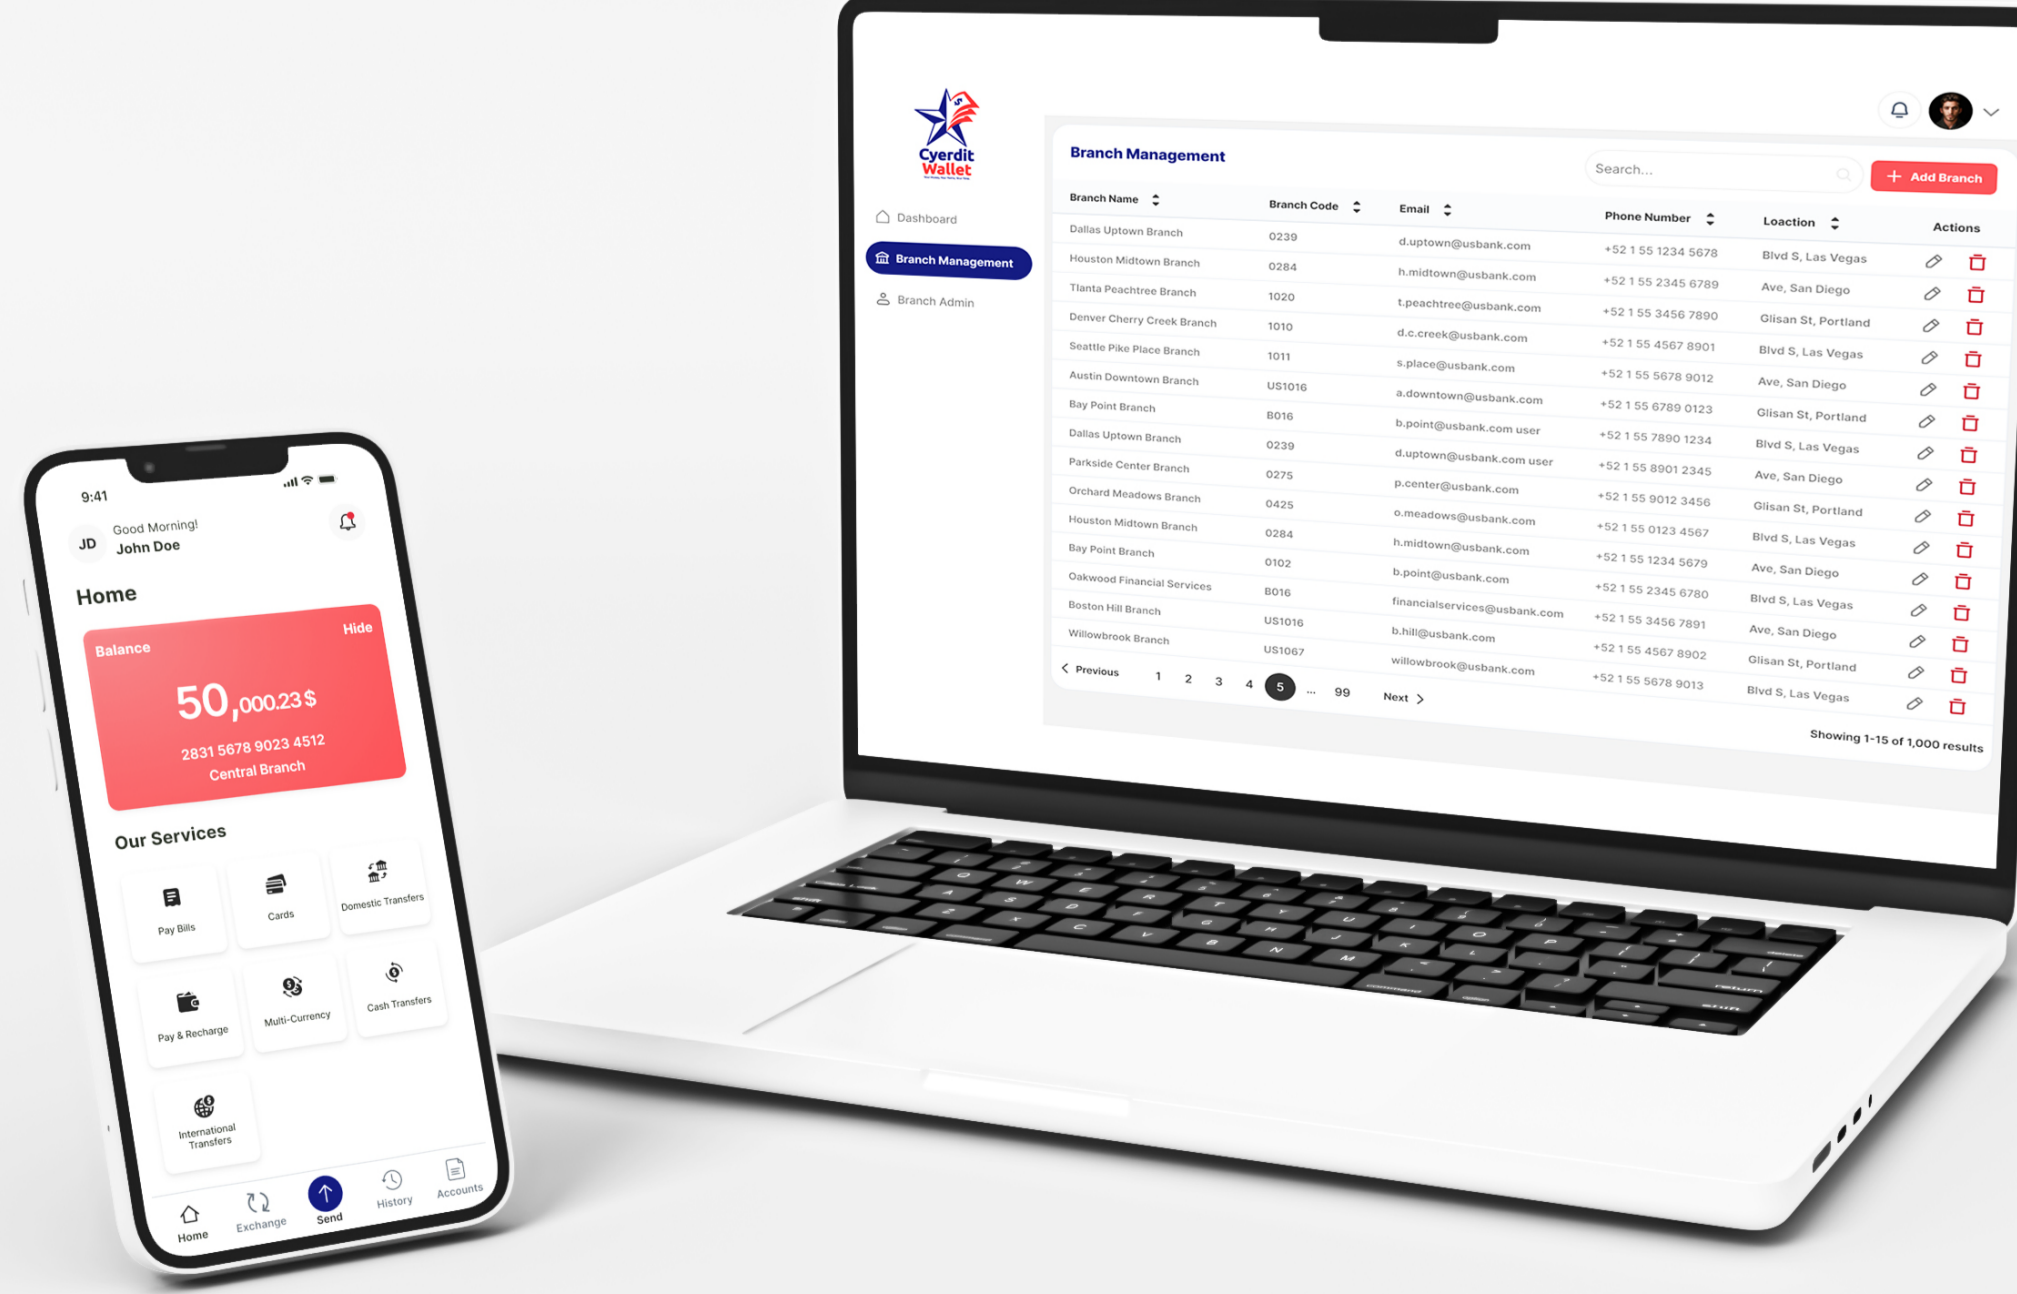 9:41
JD
Good Morning!
John Doe
Home
Balance
Hide
50,000.23 $
2831 5678 9023 4512
Central Branch
Our Services
Pay Bills
Cards
Domestic Transfers
Pay & Recharge
Multi-Currency
Cash Transfers
International
Transfers
Home
Exchange
Send
History
Accounts
Cyerdit
Wallet
Dashboard
Branch Management
Branch Admin
Branch Management
Search...
+ Add Branch
Branch Name Branch Code Email Phone Number Loaction Actions
Dallas Uptown Branch 0239 d.uptown@usbank.com +52 1 55 1234 5678 Blvd S, Las Vegas
Houston Midtown Branch 0284 h.midtown@usbank.com +52 1 55 2345 6789 Ave, San Diego
Tlanta Peachtree Branch 1020 t.peachtree@usbank.com +52 1 55 3456 7890 Glisan St, Portland
Denver Cherry Creek Branch 1010 d.c.creek@usbank.com +52 1 55 4567 8901 Blvd S, Las Vegas
Seattle Pike Place Branch 1011 s.place@usbank.com +52 1 55 5678 9012 Ave, San Diego
Austin Downtown Branch US1016 a.downtown@usbank.com +52 1 55 6789 0123 Glisan St, Portland
Bay Point Branch B016 b.point@usbank.com user +52 1 55 7890 1234 Blvd S, Las Vegas
Dallas Uptown Branch 0239 d.uptown@usbank.com user +52 1 55 8901 2345 Ave, San Diego
Parkside Center Branch 0275 p.center@usbank.com +52 1 55 9012 3456 Glisan St, Portland
Orchard Meadows Branch 0425 o.meadows@usbank.com +52 1 55 0123 4567 Blvd S, Las Vegas
Houston Midtown Branch 0284 h.midtown@usbank.com +52 1 55 1234 5679 Ave, San Diego
Bay Point Branch 0102 b.point@usbank.com +52 1 55 2345 6780 Blvd S, Las Vegas
Oakwood Financial Services B016 financialservices@usbank.com +52 1 55 3456 7891 Ave, San Diego
Boston Hill Branch US1016 b.hill@usbank.com +52 1 55 4567 8902 Glisan St, Portland
Willowbrook Branch US1067 willowbrook@usbank.com +52 1 55 5678 9013 Blvd S, Las Vegas
< Previous 1 2 3 4 5 ... 99 Next >
Showing 1-15 of 1,000 results
Q W E R T Y U I O P
A S D F G H J K L
return
Z X C V B N M
command option